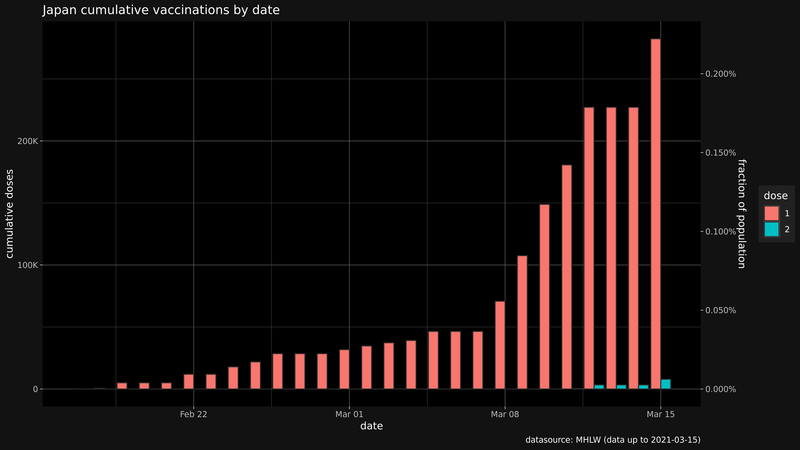 Japan cumulative vaccinations by date
cumulative doses
200K
100K
0
0.200%
0.150%
0.100%
0.050%
0.000%
fraction of population
dose
1
2
Feb 22
Mar 01
Mar 08
Mar 15
date
datasource: MHLW (data up to 2021-03-15)